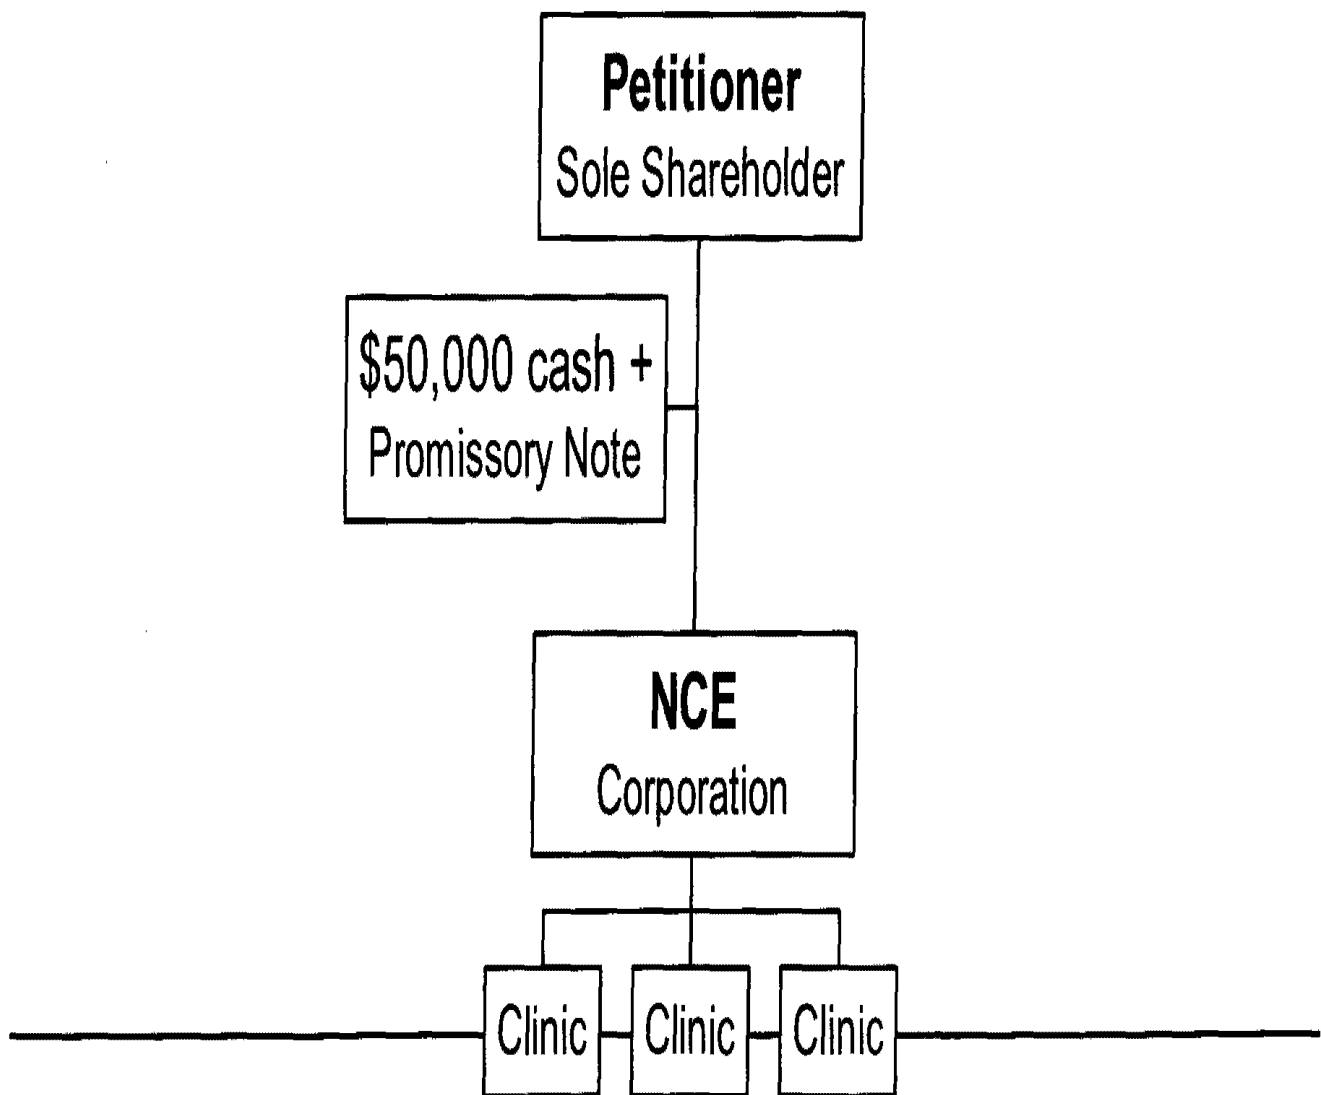 Petitioner
Sole Shareholder
$50,000 cash +
Promissory Note
NCE
Corporation
Clinic
Clinic
Clinic